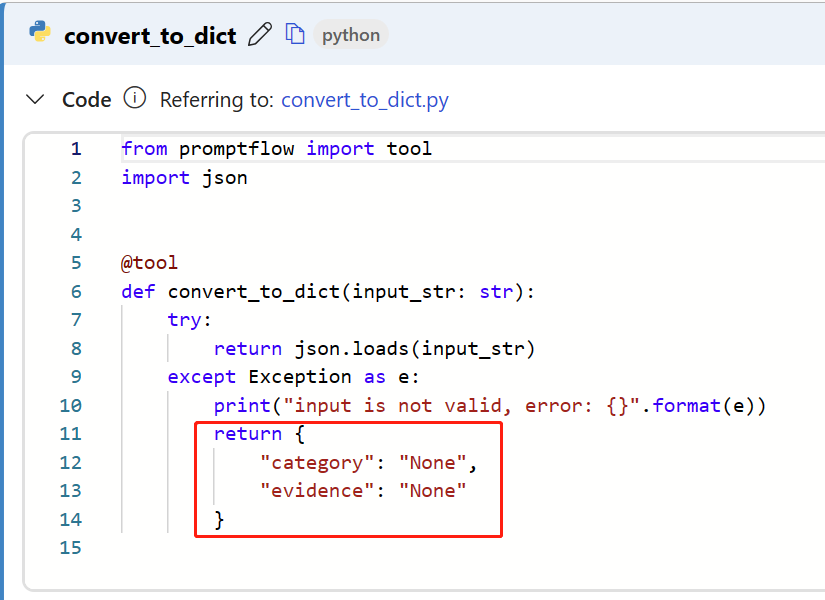 convert_to_dict python
Code Referring to: convert_to_dict.py
1 from promptflow import tool
2 import json
3
4
5 @tool
6 def convert_to_dict(input_str: str):
7     try:
8         return json.loads(input_str)
9     except Exception as e:
10         print("input is not valid, error: {}".format(e))
11         return {
12             "category": "None",
13             "evidence": "None"
14         }
15